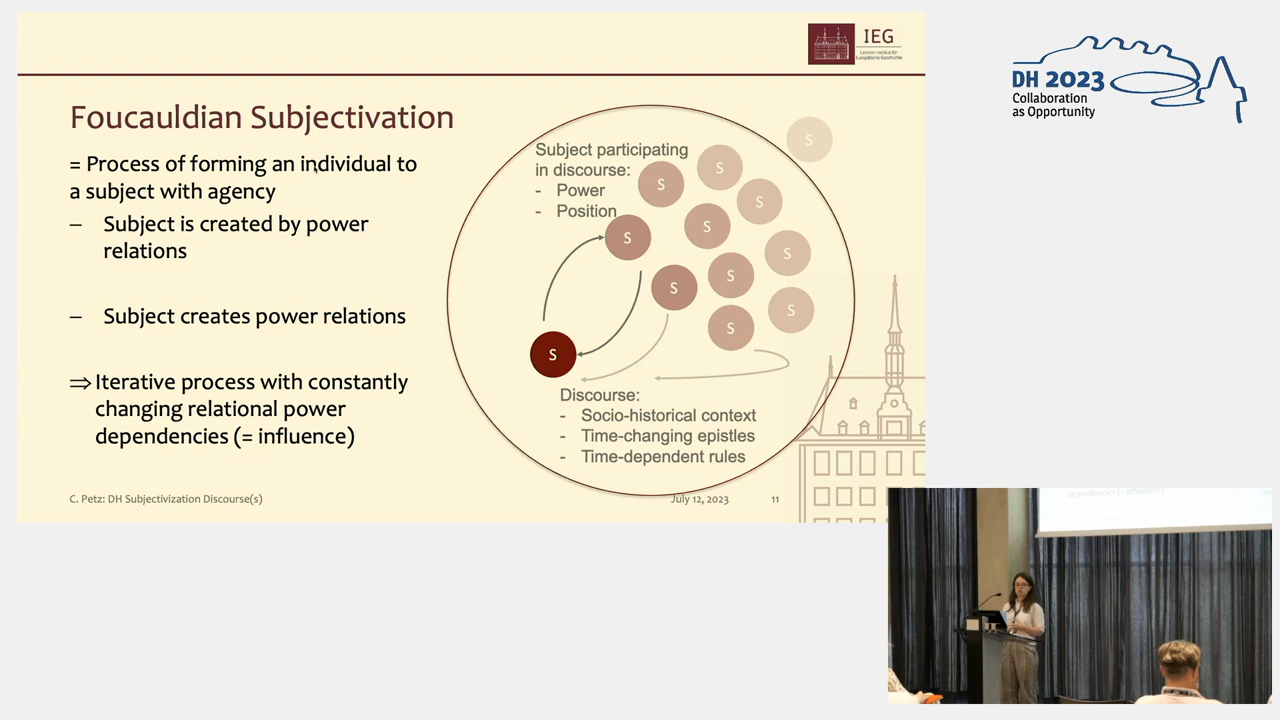 IEG
Leibniz-Institut für
Europäische Geschichte
DH 2023
Collaboration
as Opportunity
Foucauldian Subjectivation
= Process of forming an individual to
a subject with agency
– Subject is created by power
relations
– Subject creates power relations
⇒ Iterative process with constantly
changing relational power
dependencies (= influence)
Subject participating
in discourse:
- Power
- Position
S
S
S
S
S
S
S
S
S
S
S
S
Discourse:
- Socio-historical context
- Time-changing epistles
- Time-dependent rules
C. Petz: DH Subjectivization Discourse(s)
July 12, 2023
11
dependencies (= influence)